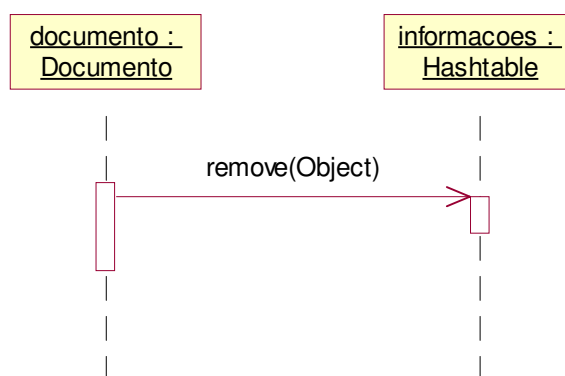 documento :
Documento
informacoes :
Hashtable
remove(Object)